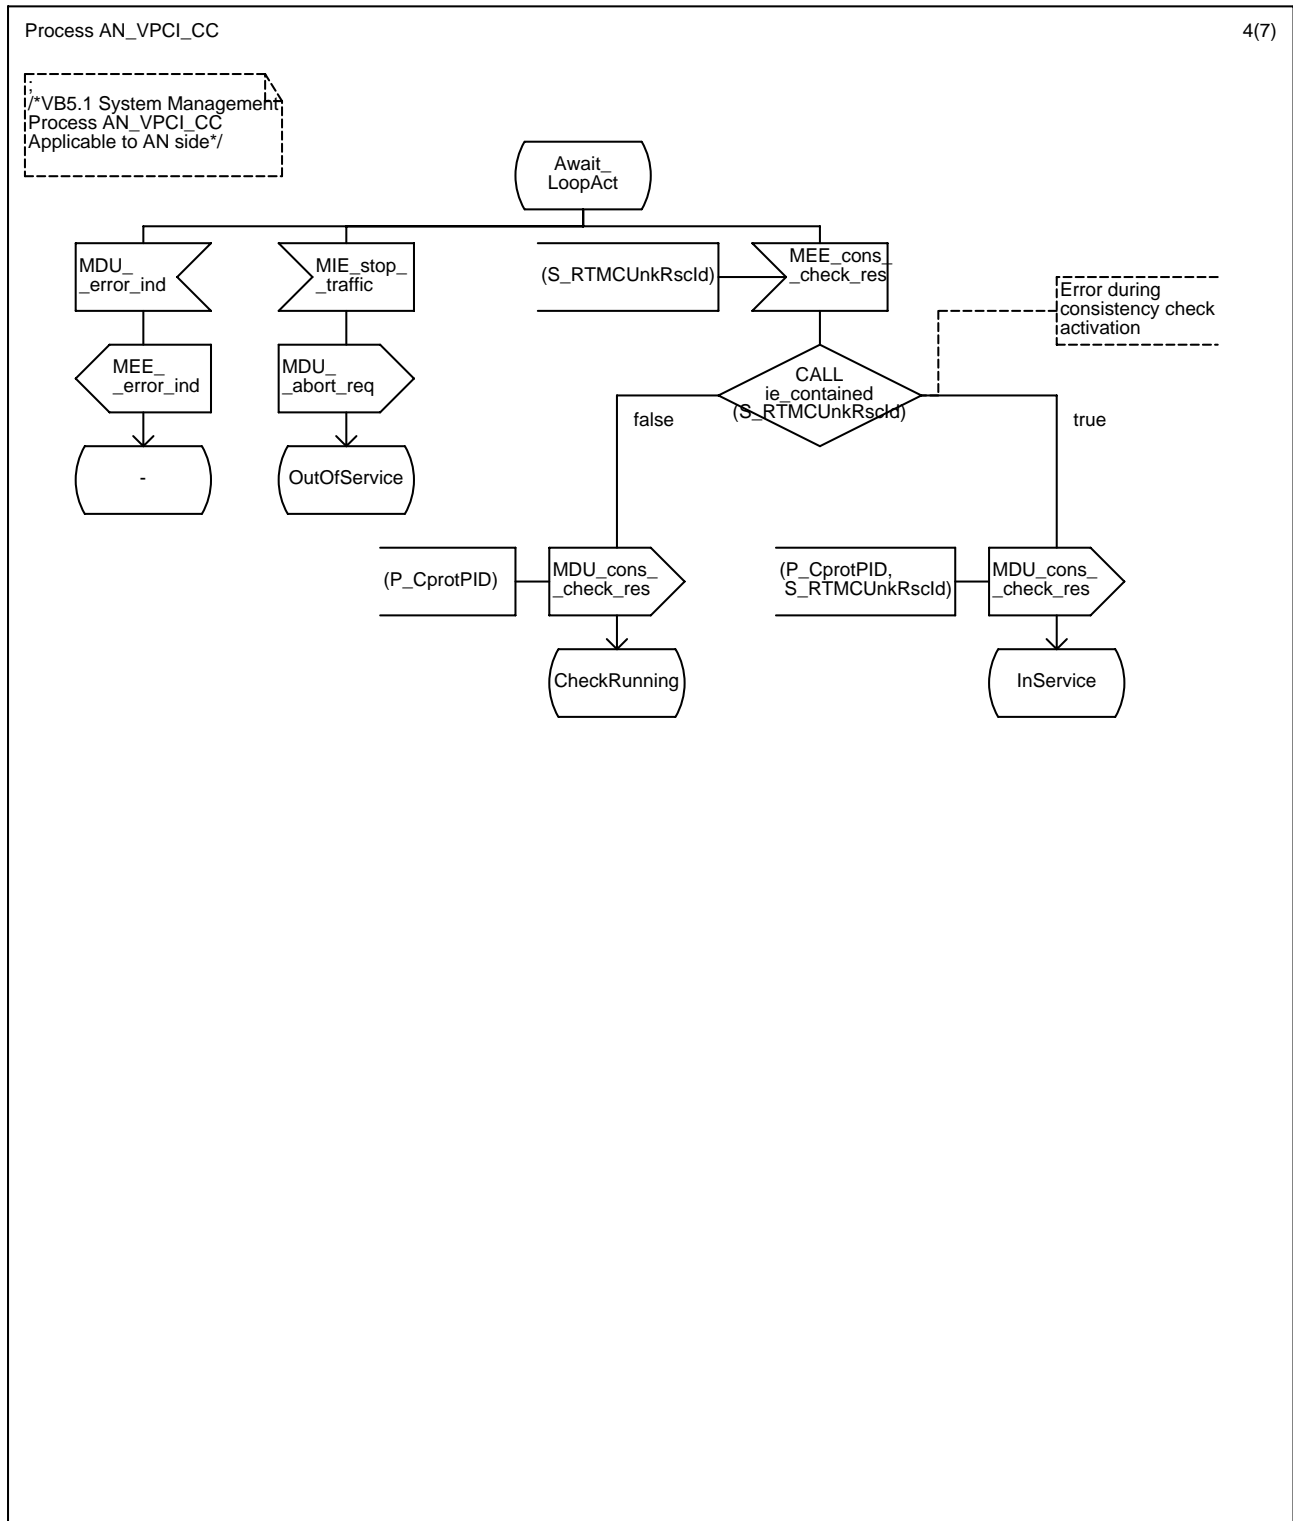 Process AN_VPCI_CC
4(7)
;
/*VB5.1 System Management
Process AN_VPCI_CC
Applicable to AN side*/
Await_
LoopAct
MDU_
_error_ind
MIE_stop_
_traffic
(S_RTMCUnkRscId)
MEE_cons_
_check_res
Error during
consistency check
activation
MEE_
_error_ind
MDU_
_abort_req
CALL
ie_contained
(S_RTMCUnkRscId)
false
true
-
OutOfService
(P_CprotPID)
MDU_cons_
_check_res
(P_CprotPID,
S_RTMCUnkRscId)
MDU_cons_
_check_res
CheckRunning
InService